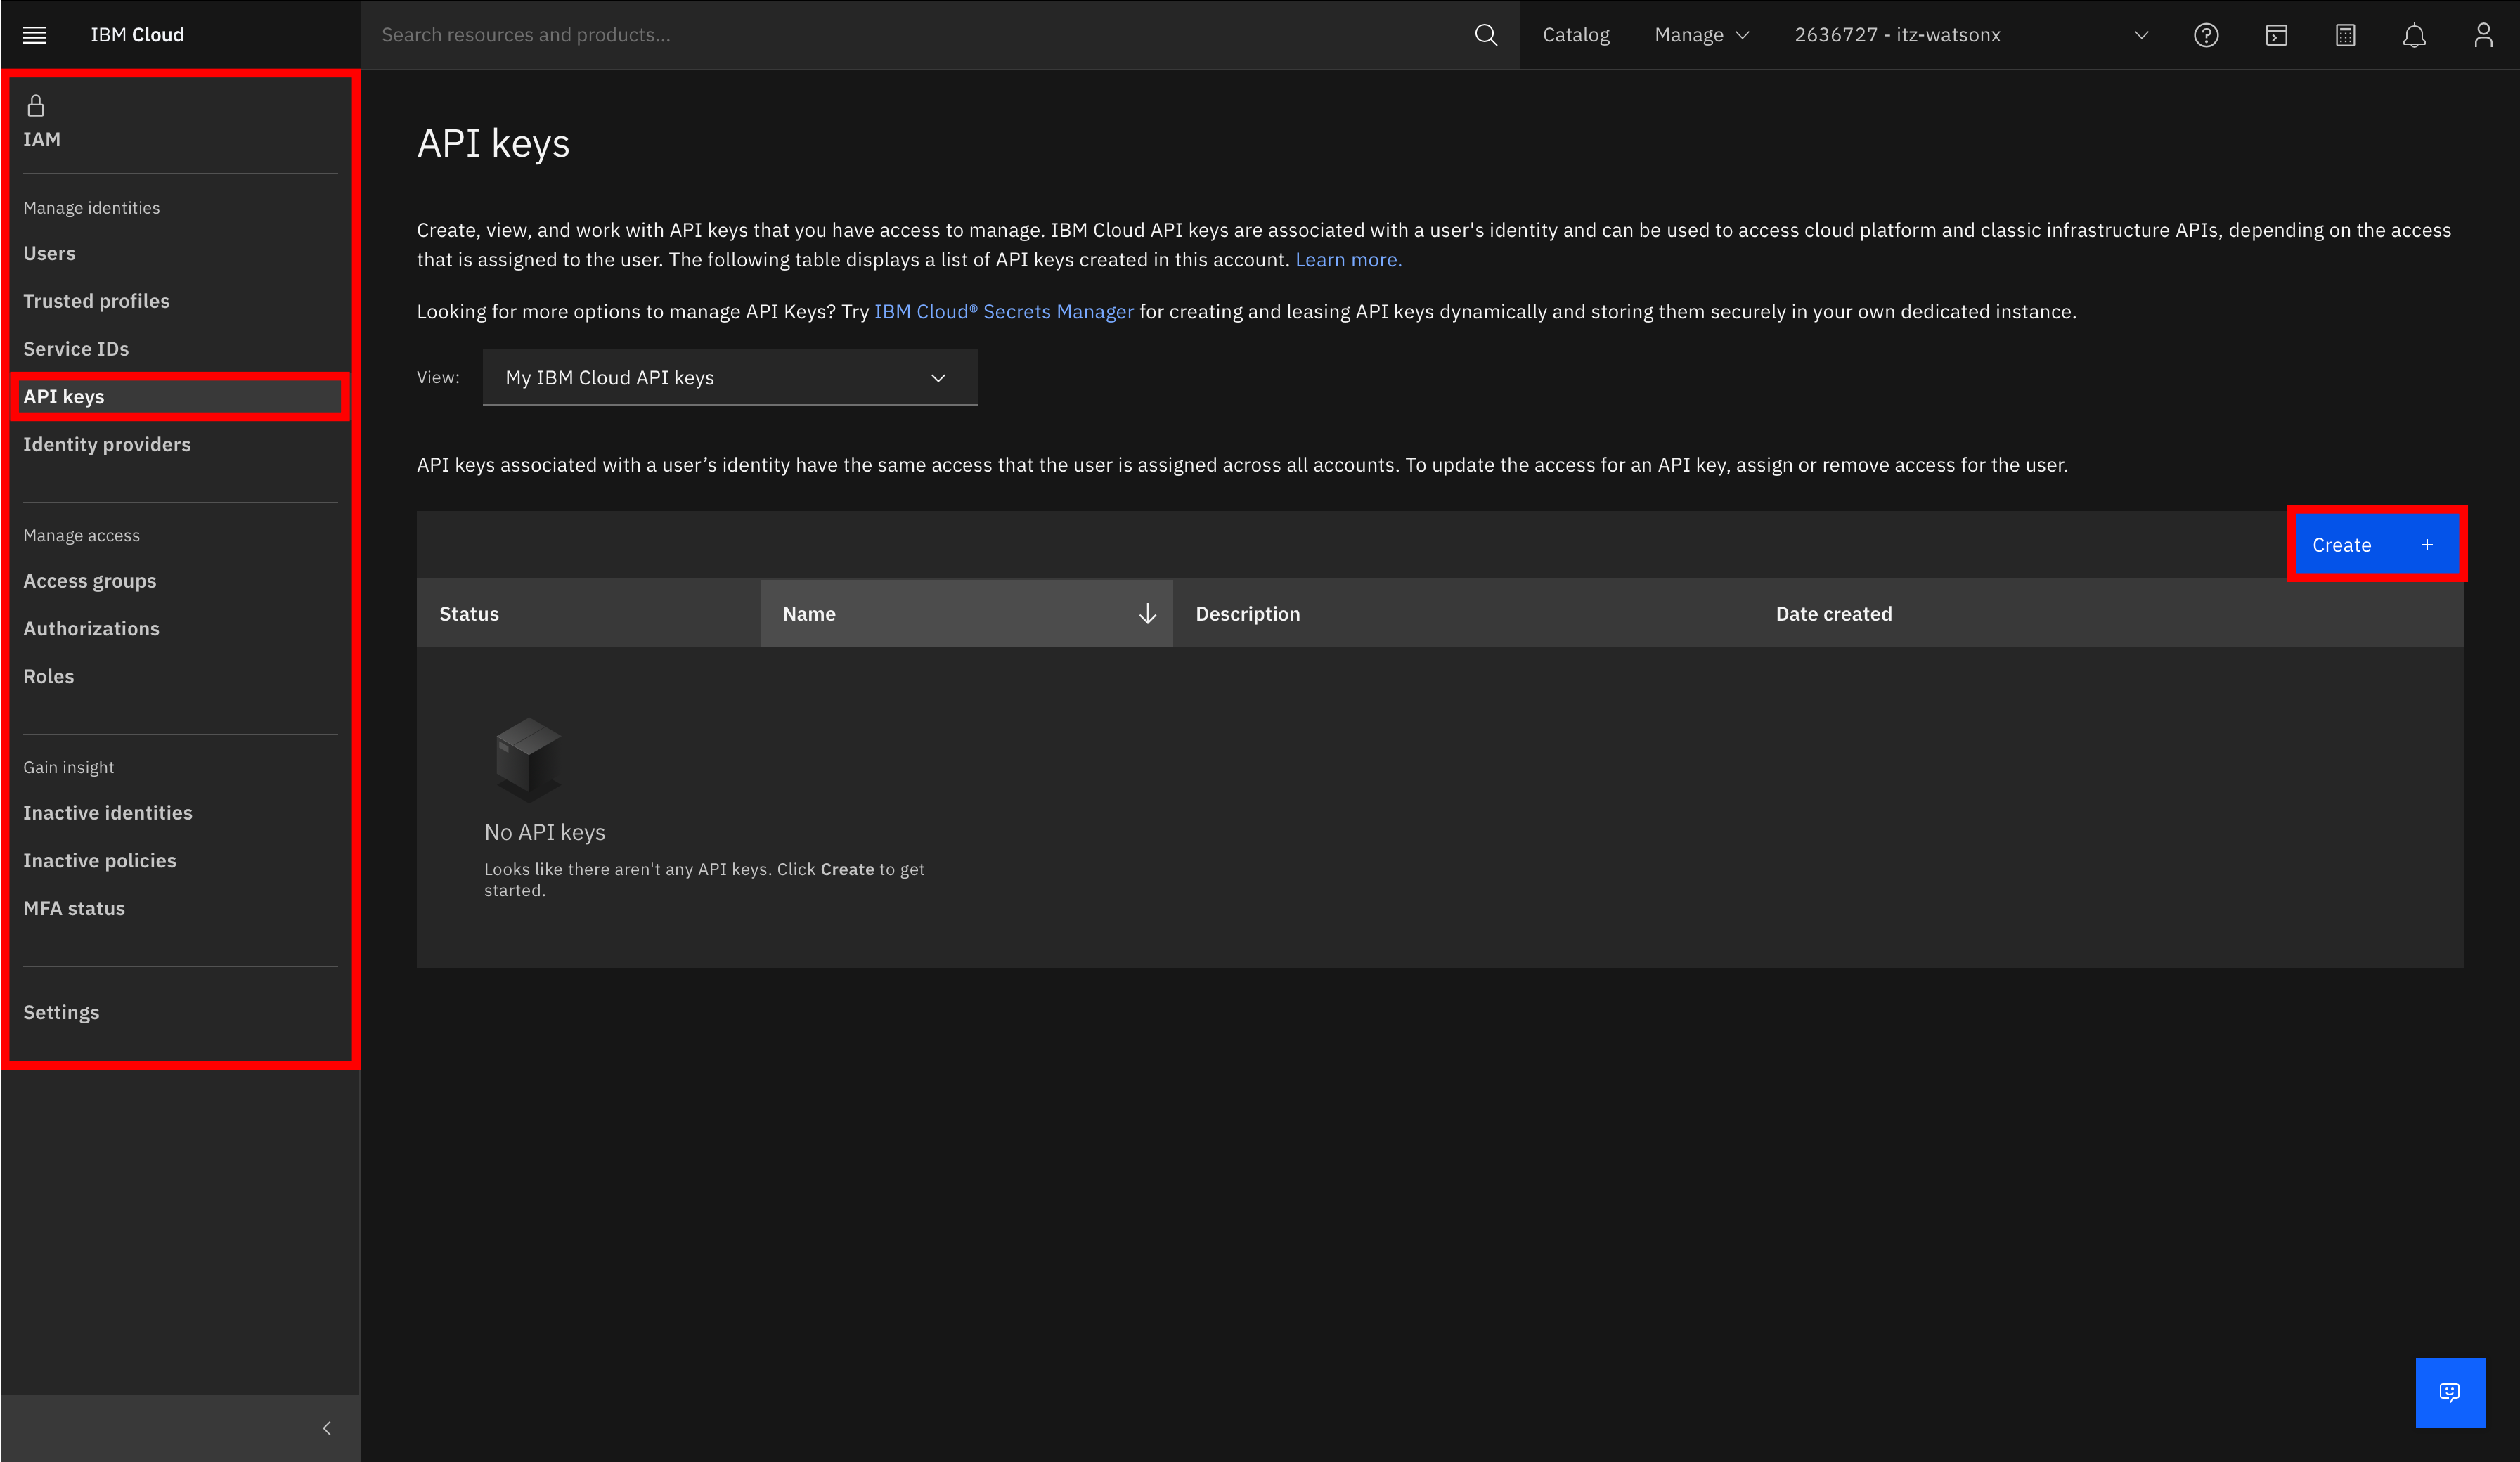 IBM Cloud
Search resources and products...
Catalog
Manage
2636727 - itz-watsonx
IAM
Manage identities
Users
Trusted profiles
Service IDs
API keys
Identity providers
Manage access
Access groups
Authorizations
Roles
Gain insight
Inactive identities
Inactive policies
MFA status
Settings
API keys
Create, view, and work with API keys that you have access to manage. IBM Cloud API keys are associated with a user's identity and can be used to access cloud platform and classic infrastructure APIs, depending on the access
that is assigned to the user. The following table displays a list of API keys created in this account. Learn more.
Looking for more options to manage API Keys? Try IBM Cloud® Secrets Manager for creating and leasing API keys dynamically and storing them securely in your own dedicated instance.
View:
My IBM Cloud API keys
API keys associated with a user’s identity have the same access that the user is assigned across all accounts. To update the access for an API key, assign or remove access for the user.
Create +
Status
Name
Description
Date created
No API keys
Looks like there aren't any API keys. Click Create to get
started.